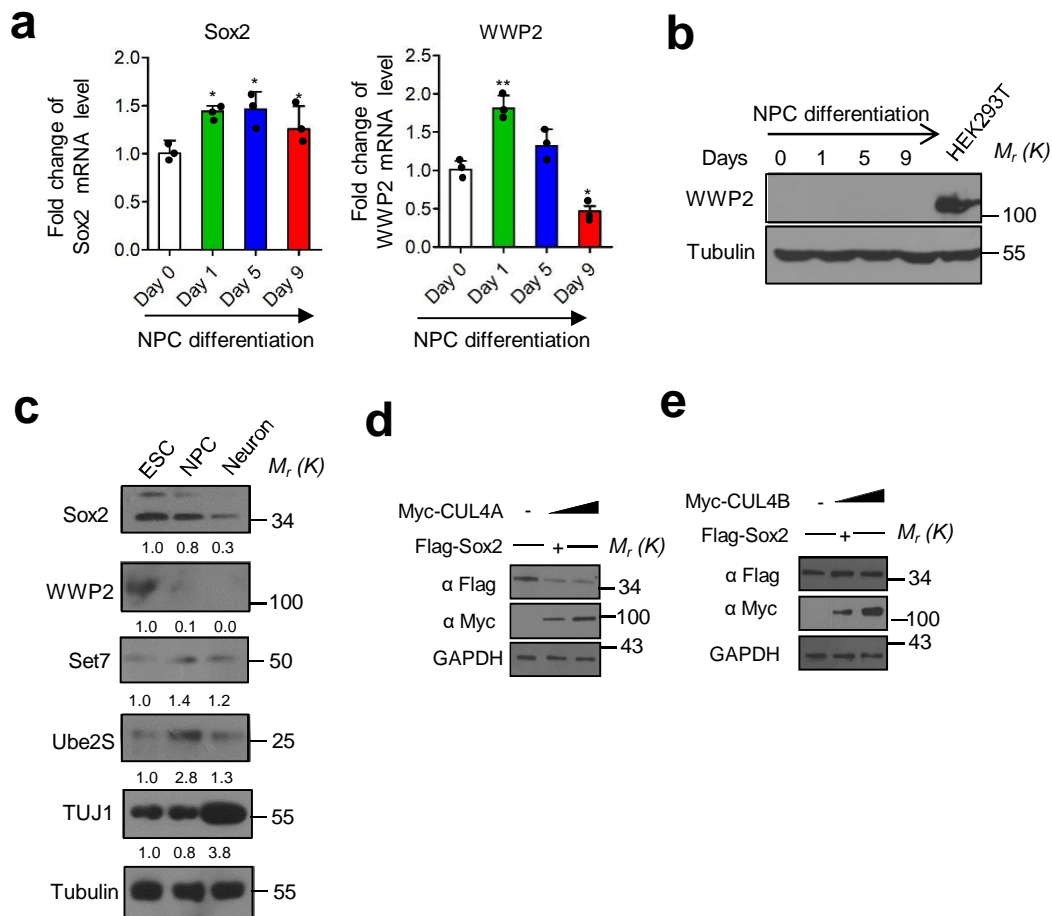 a
Sox2
Fold change of
Sox2 mRNA level
2.0
1.5
1.0
0.5
0.0
*
*
*
Day 0
Day 1
Day 5
Day 9
NPC differentiation
WWP2
Fold change of
WWP2 mRNA level
2.5
2.0
1.5
1.0
0.5
0.0
**
*
Day 0
Day 1
Day 5
Day 9
NPC differentiation
b
NPC differentiation
HEK293T
Days 0 1 5 9 Mr (K)
WWP2
100
Tubulin 55
c
ESC NPC Neuron Mr (K)
Sox2 34
1.0 0.8 0.3
WWP2 100
1.0 0.1 0.0
Set7 50
1.0 1.4 1.2
Ube2S 25
1.0 2.8 1.3
TUJ1 55
1.0 0.8 3.8
Tubulin 55
d
Myc-CUL4A -
Flag-Sox2 + Mr (K)
α Flag 34
α Myc 100
43
GAPDH
e
Myc-CUL4B -
Flag-Sox2 + Mr (K)
α Flag 34
α Myc 100
43
GAPDH